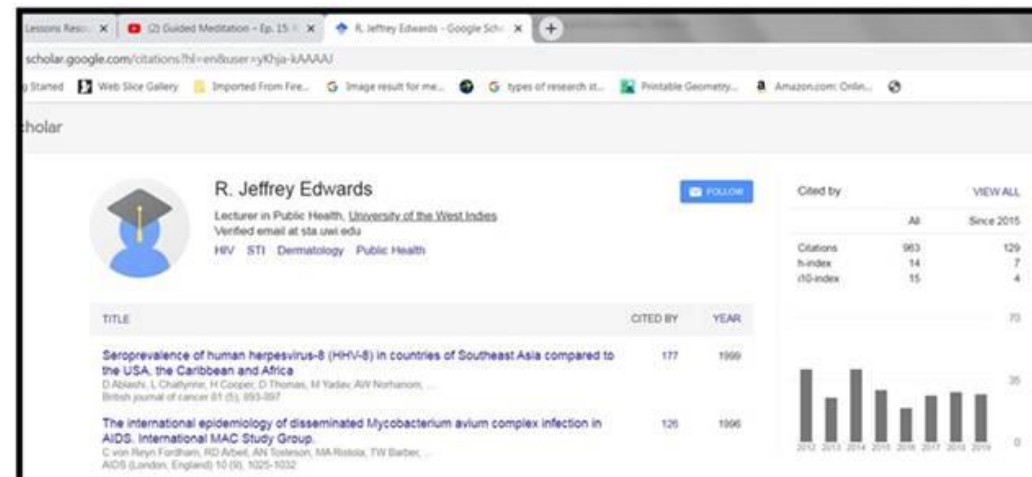 Lessons Reso...
(2) Guided Meditation – Ep. 15:
R. Jeffrey Edwards - Google Scho
scholar.google.com/citations?hl=en&user=yKhja-kAAAAJ
Started
Web Slice Gallery
Imported From Fire...
Image result for me...
types of research st...
Printable Geometry...
Amazon.com: Onlin...
cholar
R. Jeffrey Edwards
FOLLOW
Lecturer in Public Health, University of the West Indies
Verified email at sta.uwi.edu
HIV STI Dermatology Public Health
TITLE CITED BY YEAR
Seroprevalence of human herpesvirus-8 (HHV-8) in countries of Southeast Asia compared to 177 1999
the USA, the Caribbean and Africa
D Ablashi, L Chatlynne, H Cooper, D Thomas, M Yadav, AW Norhanom, ...
British journal of cancer 81 (5), 893-897
The international epidemiology of disseminated Mycobacterium avium complex infection in 126 1996
AIDS. International MAC Study Group.
C von Reyn Fordham, RD Arbeit, AN Tosteson, MA Ristola, TW Barber, ...
AIDS (London, England) 10 (9), 1025-1032
Cited by VIEW ALL
All Since 2015
Citations 963 129
h-index 14 7
i10-index 15 4
70
35
0
2012 2013 2014 2015 2016 2017 2018 2019